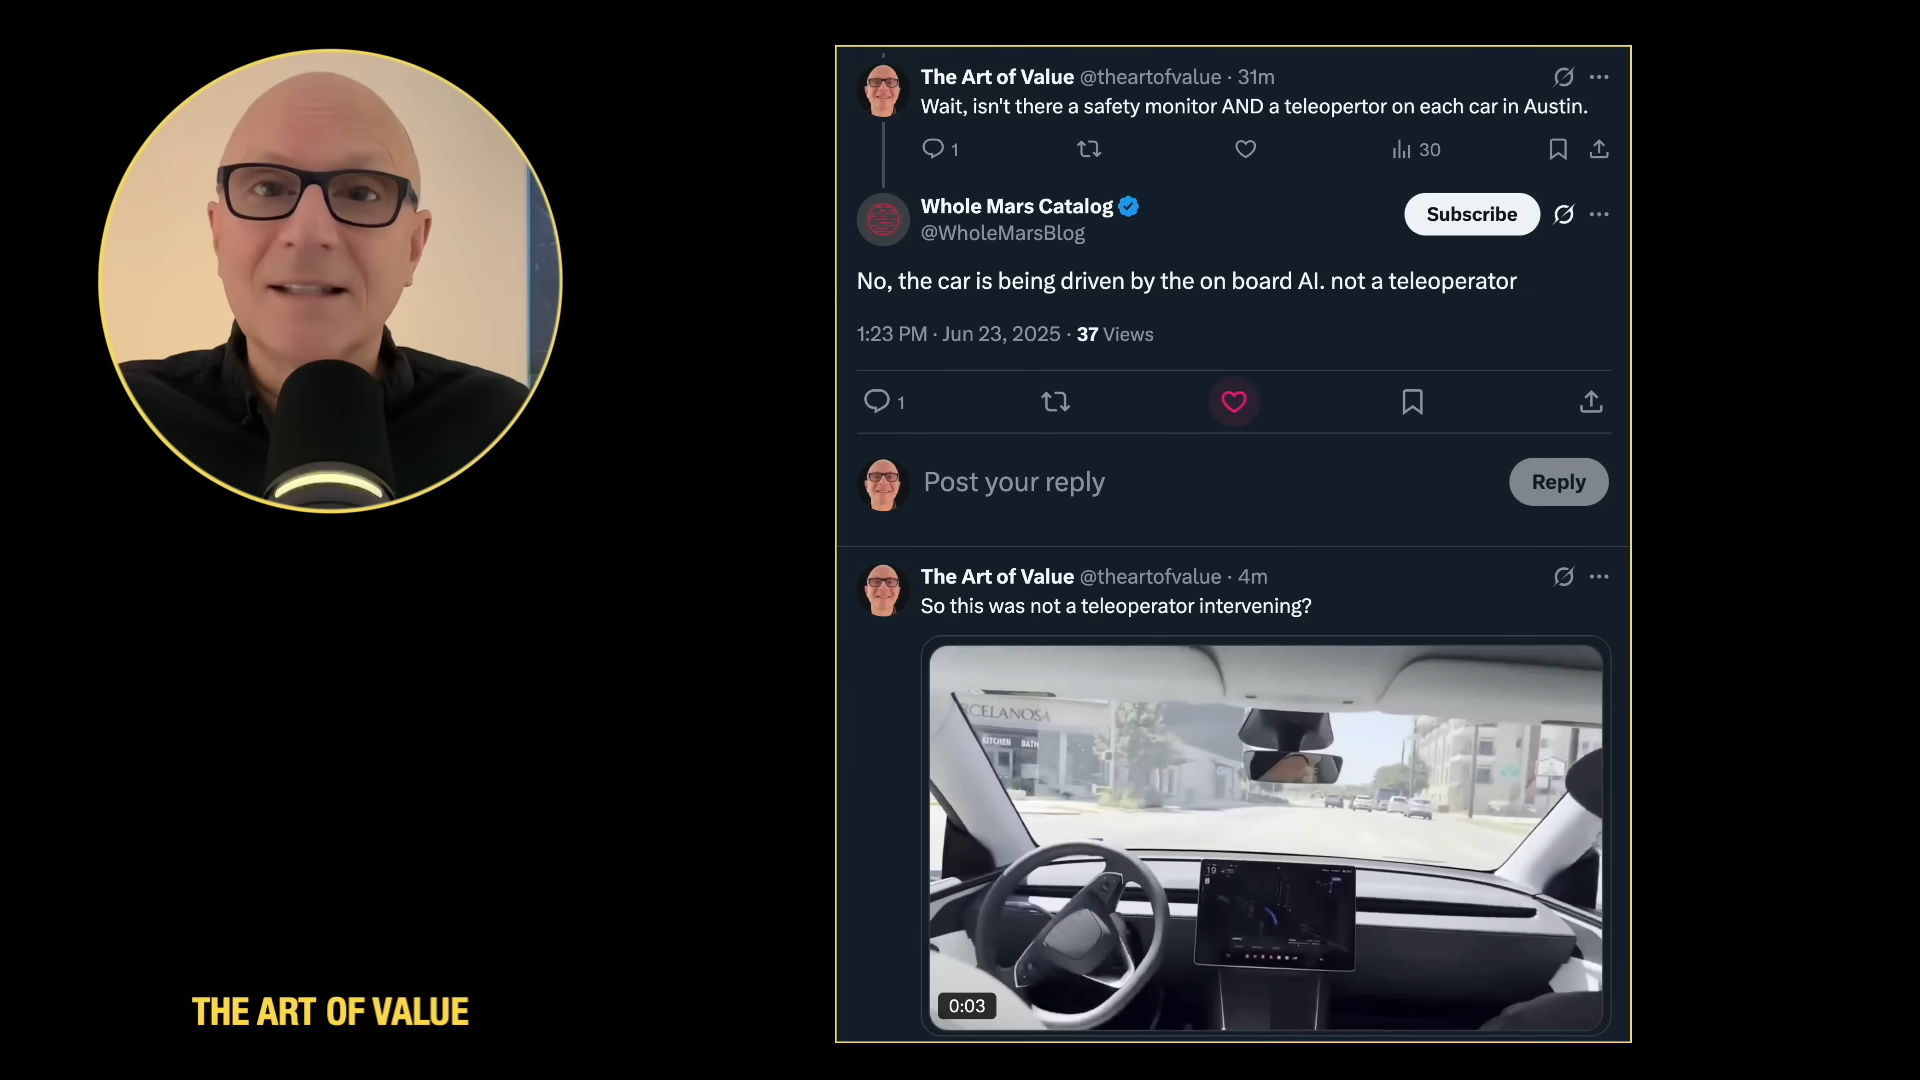 The Art of Value @theartofvalue · 31m
Wait, isn't there a safety monitor AND a teleopertor on each car in Austin.
1
30
Whole Mars Catalog
@WholeMarsBlog
Subscribe
No, the car is being driven by the on board AI. not a teleoperator
1:23 PM · Jun 23, 2025 · 37 Views
1
Post your reply
Reply
The Art of Value @theartofvalue · 4m
So this was not a teleoperator intervening?
CELANOSA
KITCHEN BATH
19
0:03
THE ART OF VALUE